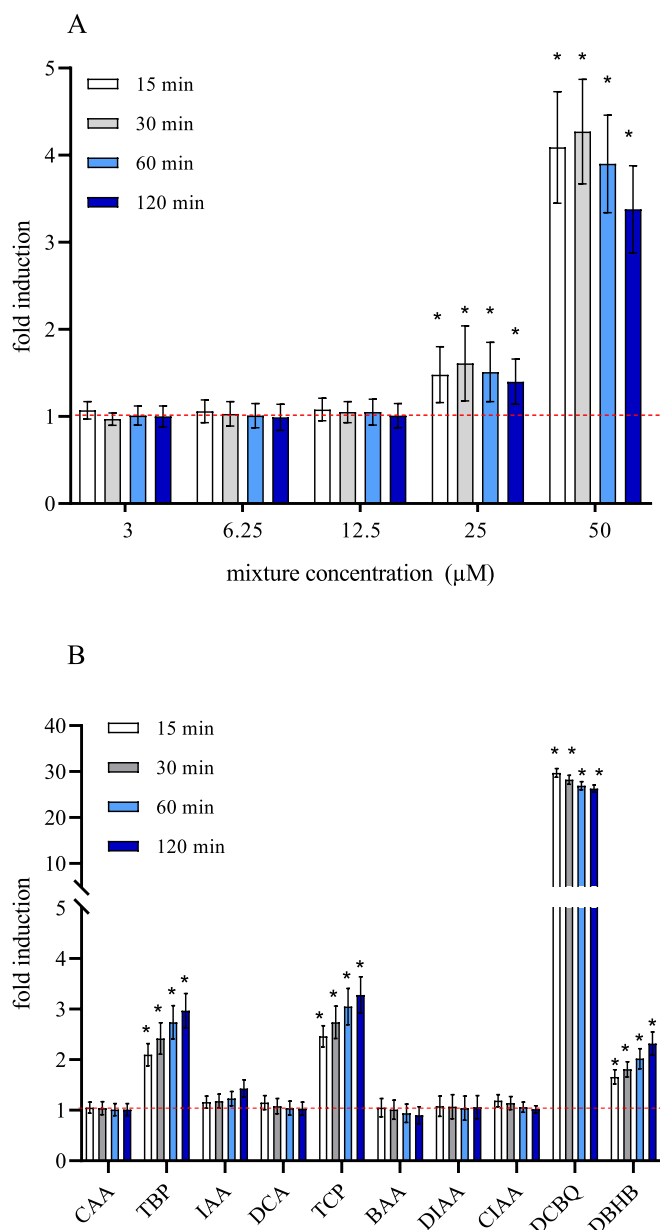 A
5
4
3
2
1
0
fold induction
15 min
30 min
60 min
120 min
* * * *
* * * *
3 6.25 12.5 25 50
mixture concentration (µM)
B
40
30
20
10
5
4
3
2
1
0
fold induction
15 min
30 min
60 min
120 min
* * * *
* * * *
* * * *
* * * *
CAA TBP IAA DCA TCP BAA DIAA CIAA DCBQ DBHB